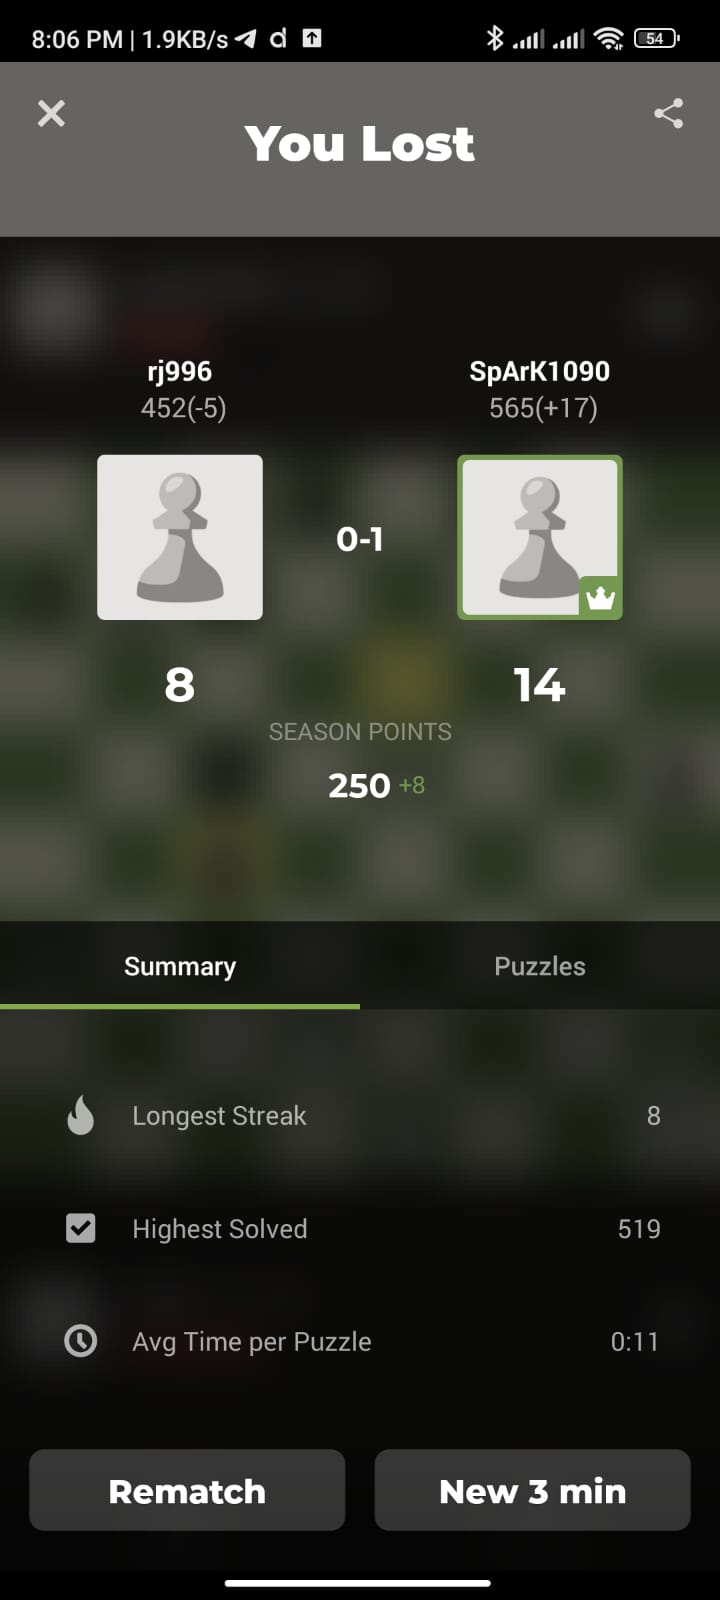 8:06 PM | 1.9KB/s
54
You Lost
rj996
SpArK1090
452(-5)
565(+17)
0-1
8
14
SEASON POINTS
250 +8
Summary
Puzzles
Longest Streak
8
Highest Solved
519
Avg Time per Puzzle
0:11
Rematch
New 3 min